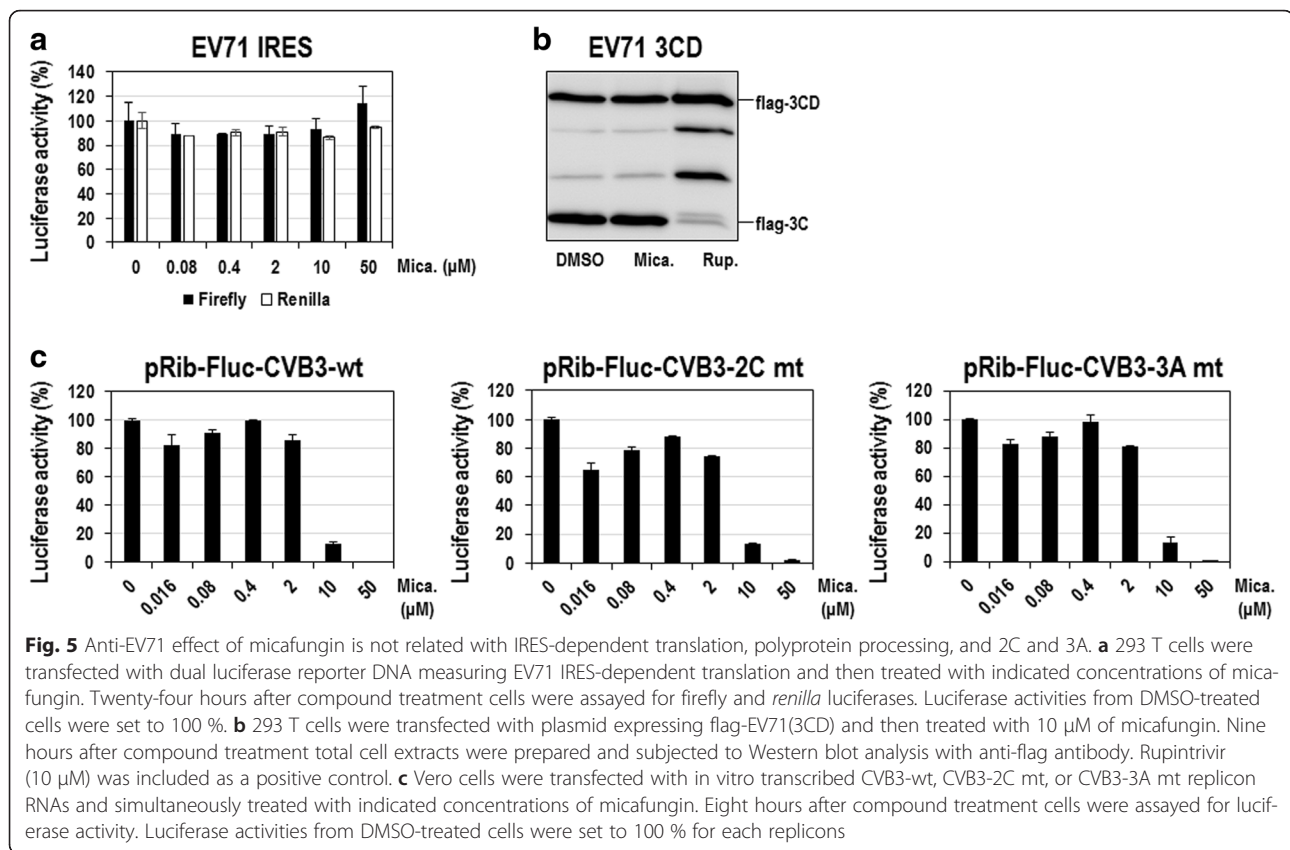 a
EV71 IRES
Luciferase activity (%)
140
120
100
80
60
40
20
0
0 0.08 0.4 2 10 50 Mica. (µM)
Firefly Renilla
b
EV71 3CD
flag-3CD
flag-3C
DMSO Mica. Rup.
c
pRib-Fluc-CVB3-wt
Luciferase activity (%)
120
100
80
60
40
20
0
0 0.016 0.08 0.4 2 10 50 Mica.
(µM)
pRib-Fluc-CVB3-2C mt
Luciferase activity (%)
120
100
80
60
40
20
0
0 0.016 0.08 0.4 2 10 50 Mica.
(µM)
pRib-Fluc-CVB3-3A mt
Luciferase activity (%)
120
100
80
60
40
20
0
0 0.016 0.08 0.4 2 10 50 Mica.
(µM)
Fig. 5 Anti-EV71 effect of micafungin is not related with IRES-dependent translation, polyprotein processing, and 2C and 3A. a 293 T cells were
transfected with dual luciferase reporter DNA measuring EV71 IRES-dependent translation and then treated with indicated concentrations of mica-
fungin. Twenty-four hours after compound treatment cells were assayed for firefly and renilla luciferases. Luciferase activities from DMSO-treated
cells were set to 100 %. b 293 T cells were transfected with plasmid expressing flag-EV71(3CD) and then treated with 10 µM of micafungin. Nine
hours after compound treatment total cell extracts were prepared and subjected to Western blot analysis with anti-flag antibody. Rupintrivir
(10 µM) was included as a positive control. c Vero cells were transfected with in vitro transcribed CVB3-wt, CVB3-2C mt, or CVB3-3A mt replicon
RNAs and simultaneously treated with indicated concentrations of micafungin. Eight hours after compound treatment cells were assayed for lucif-
erase activity. Luciferase activities from DMSO-treated cells were set to 100 % for each replicons